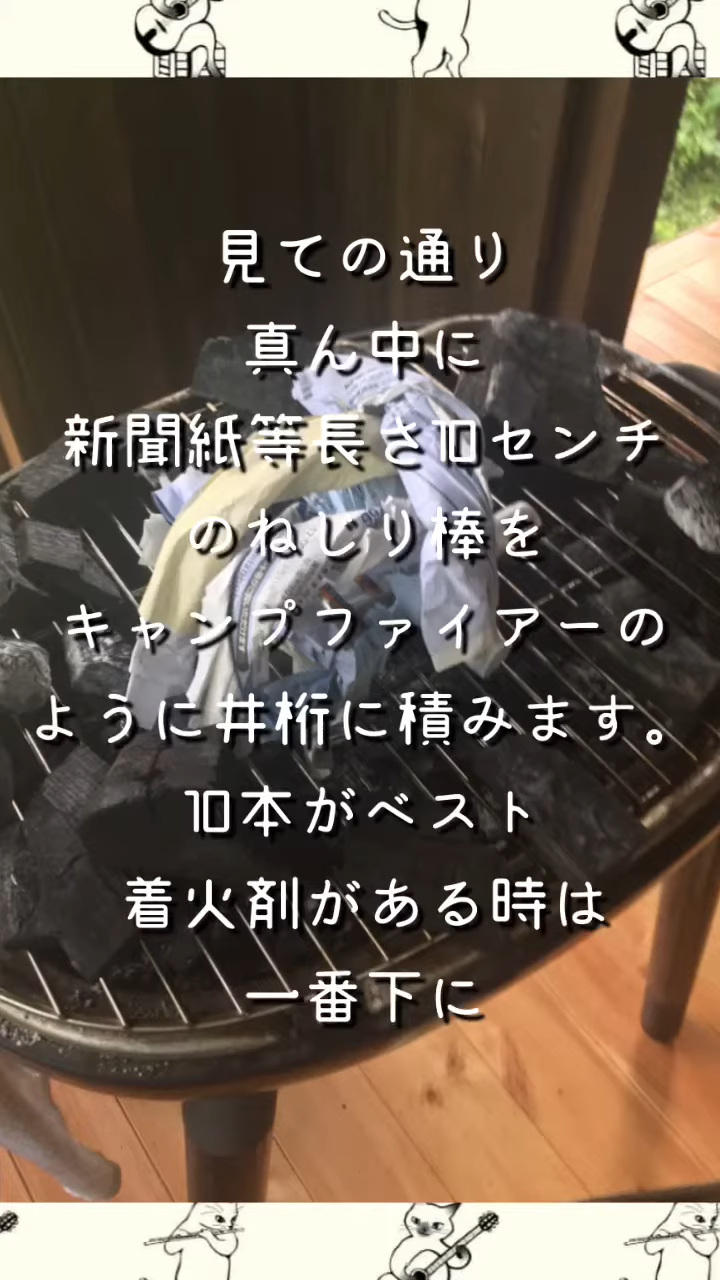 見ての通り
真ん中に
新聞紙等長さ10センチ
のねじり棒を
キャンプファイアーの
ように井桁に積みます。
10本がベスト
着火剤がある時は
一番下に